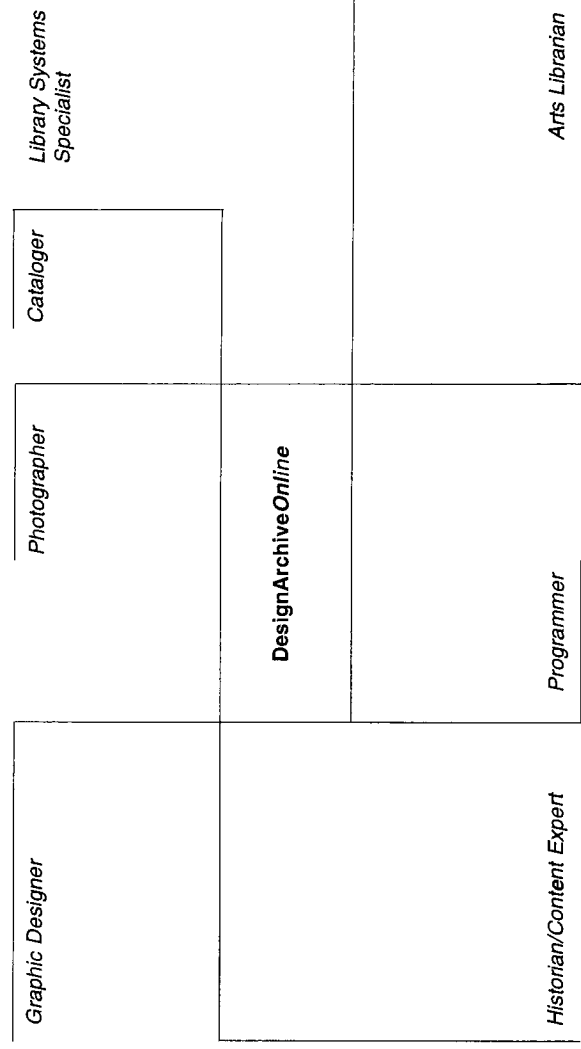 Graphic Designer
Photographer
Cataloger
Library Systems
Specialist
DesignArchiveOnline
Historian/Content Expert
Programmer
Arts Librarian